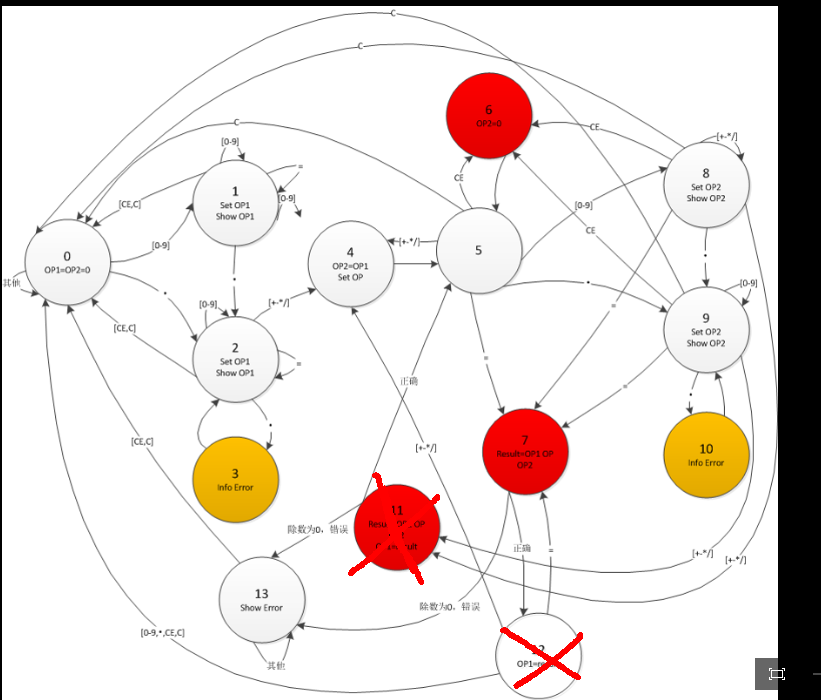 C
C
6
OP2=0
CE
[+-*/]
8
Set OP2
Show OP2
C
[0-9]
1
Set OP1
Show OP1
=
[0-9]
CE
[CE,C]
[0-9]
CE
0
OP1=OP2=0
[0-9]
[+-*/]
4
OP2=OP1
Set OP
5
其他
[0-9]
[+-*/]
[0-9]
9
Set OP2
Show OP2
=
[CE,C]
2
Set OP1
Show OP1
=
=
=
正确
[CE,C]
[+-*/]
7
Result=OP1 OP
OP2
3
Info Error
10
Info Error
11
OP
除数为0，错误
正确
=
[+-*/]
[+-*/]
13
Show Error
除数为0，错误
[0-9,•,CE,C]
其他
OP1=